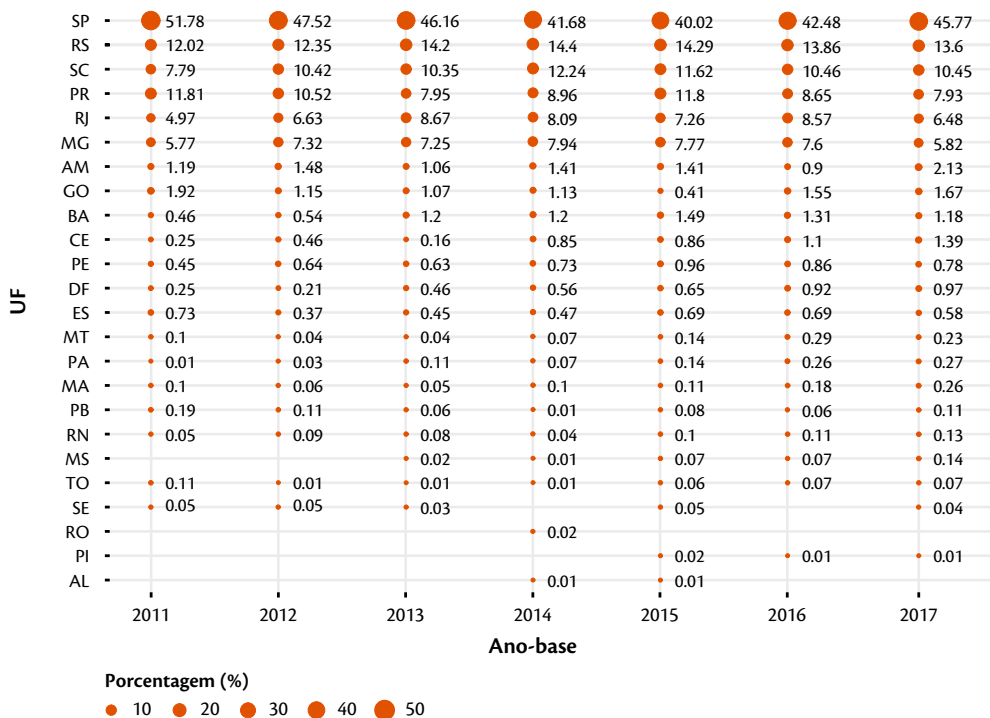 SP 51.78 47.52 46.16 41.68 40.02 42.48 45.77
RS 12.02 12.35 14.2 14.4 14.29 13.86 13.6
SC 7.79 10.42 10.35 12.24 11.62 10.46 10.45
PR 11.81 10.52 7.95 8.96 11.8 8.65 7.93
RJ 4.97 6.63 8.67 8.09 7.26 8.57 6.48
MG 5.77 7.32 7.25 7.94 7.77 7.6 5.82
AM 1.19 1.48 1.06 1.41 1.41 0.9 2.13
GO 1.92 1.15 1.07 1.13 0.41 1.55 1.67
BA 0.46 0.54 1.2 1.2 1.49 1.31 1.18
CE 0.25 0.46 0.16 0.85 0.86 1.1 1.39
PE 0.45 0.64 0.63 0.73 0.96 0.86 0.78
DF 0.25 0.21 0.46 0.56 0.65 0.92 0.97
ES 0.73 0.37 0.45 0.47 0.69 0.69 0.58
MT 0.1 0.04 0.04 0.07 0.14 0.29 0.23
PA 0.01 0.03 0.11 0.07 0.14 0.26 0.27
MA 0.1 0.06 0.05 0.1 0.11 0.18 0.26
PB 0.19 0.11 0.06 0.01 0.08 0.06 0.11
RN 0.05 0.09 0.08 0.04 0.1 0.11 0.13
MS 0.02 0.01 0.07 0.07 0.14
TO 0.11 0.01 0.01 0.01 0.06 0.07 0.07
SE 0.05 0.05 0.03 0.05 0.04
RO 0.02
PI 0.02 0.01 0.01
AL 0.01 0.01
UF
2011 2012 2013 2014 2015 2016 2017
Ano-base
Porcentagem (%)
10 20 30 40 50